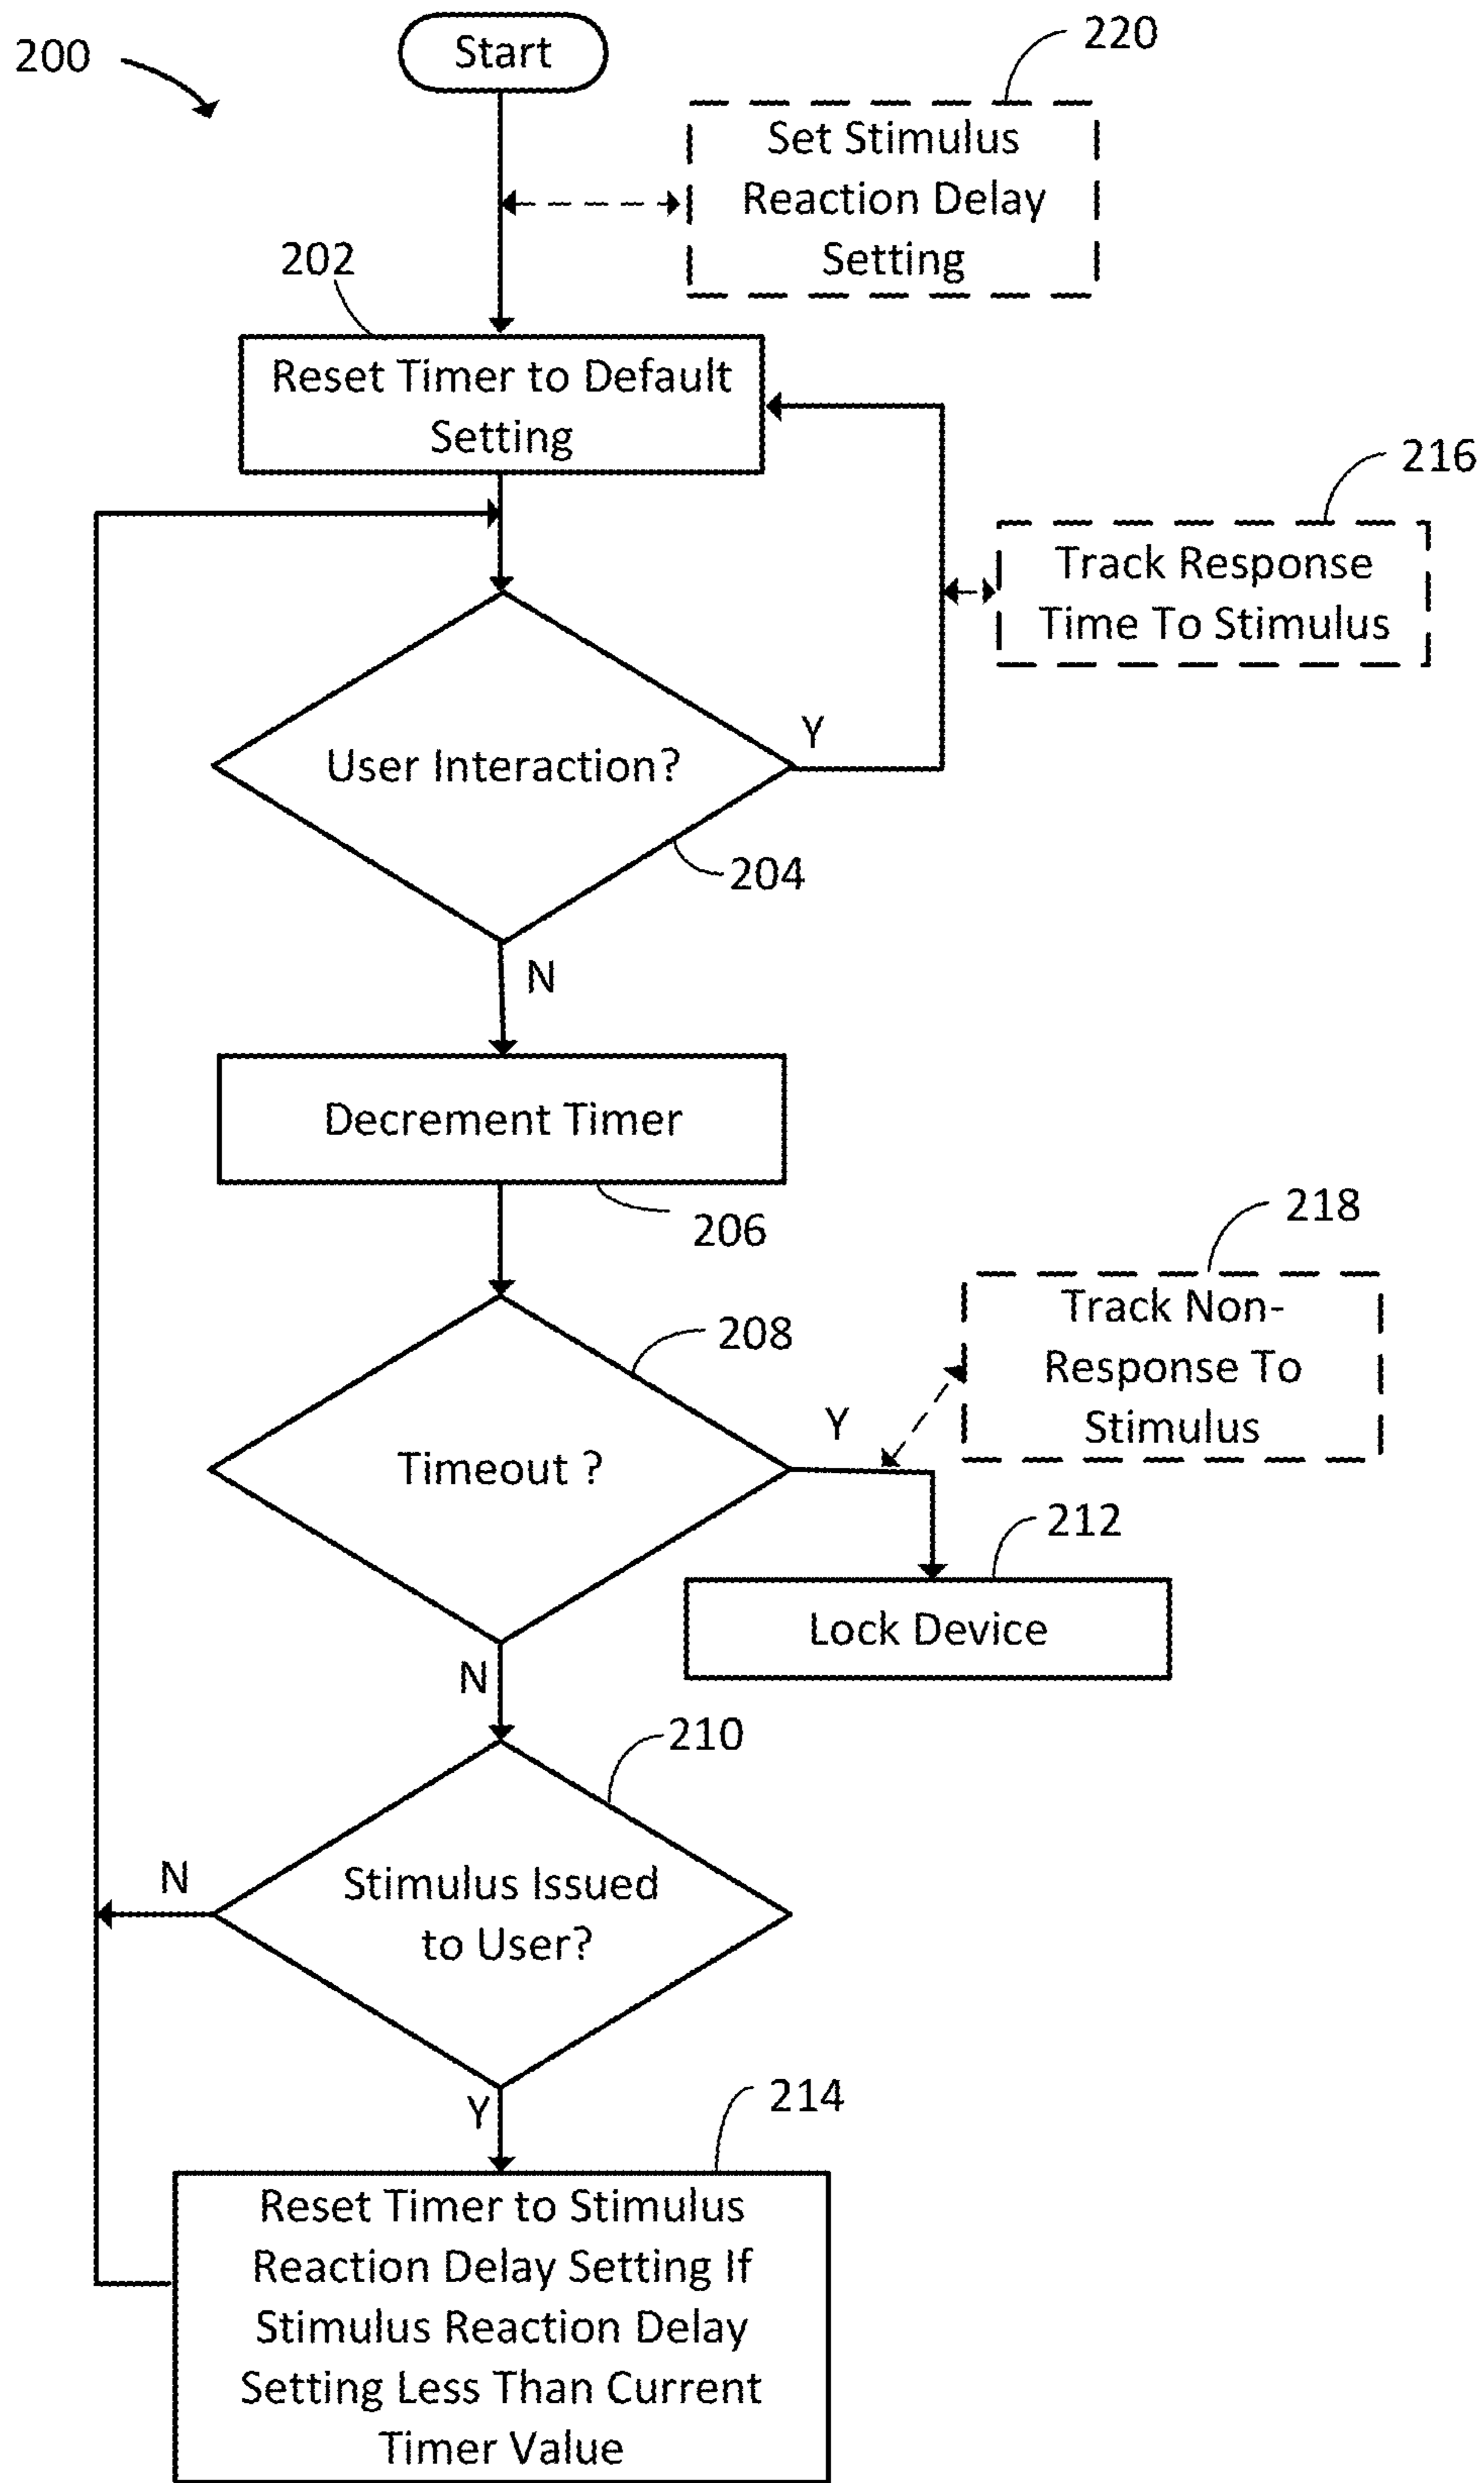 200
Start
220
Set Stimulus
Reaction Delay
Setting
202
Reset Timer to Default
Setting
216
Track Response
Time To Stimulus
Y
User Interaction?
204
N
Decrement Timer
206
218
Track Non-
Response To
Stimulus
208
Y
Timeout ?
212
Lock Device
N
210
N
Stimulus Issued
to User?
Y
214
Reset Timer to Stimulus
Reaction Delay Setting If
Stimulus Reaction Delay
Setting Less Than Current
Timer Value